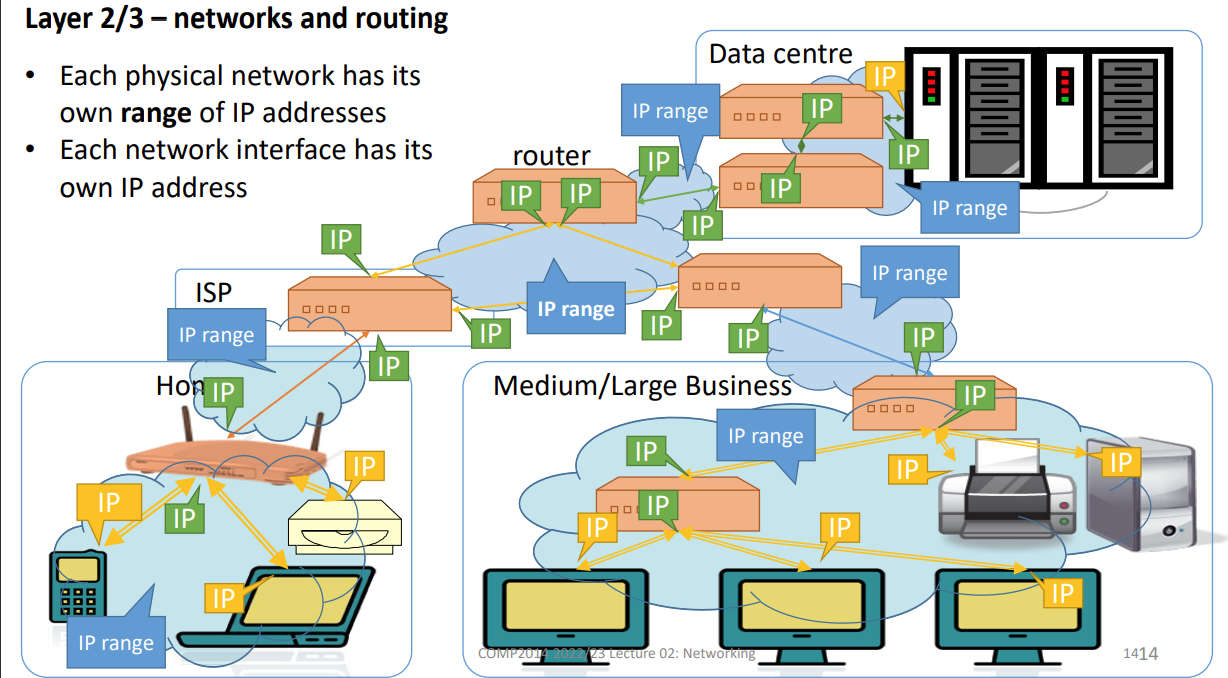 Layer 2/3 – networks and routing
• Each physical network has its
own range of IP addresses
• Each network interface has its
own IP address
Data centre
IP
IP range
IP
IP
router
IP
IP
IP
IP
IP range
IP
IP
ISP
IP range
IP range
IP range
IP
IP
IP
IP
IP
Hom
IP
Medium/Large Business
IP
IP range
IP
IP
IP
IP
IP
IP
IP
IP
IP
IP
IP
IP
IP range
COMP2014 2022/23 Lecture 02: Networking
1414